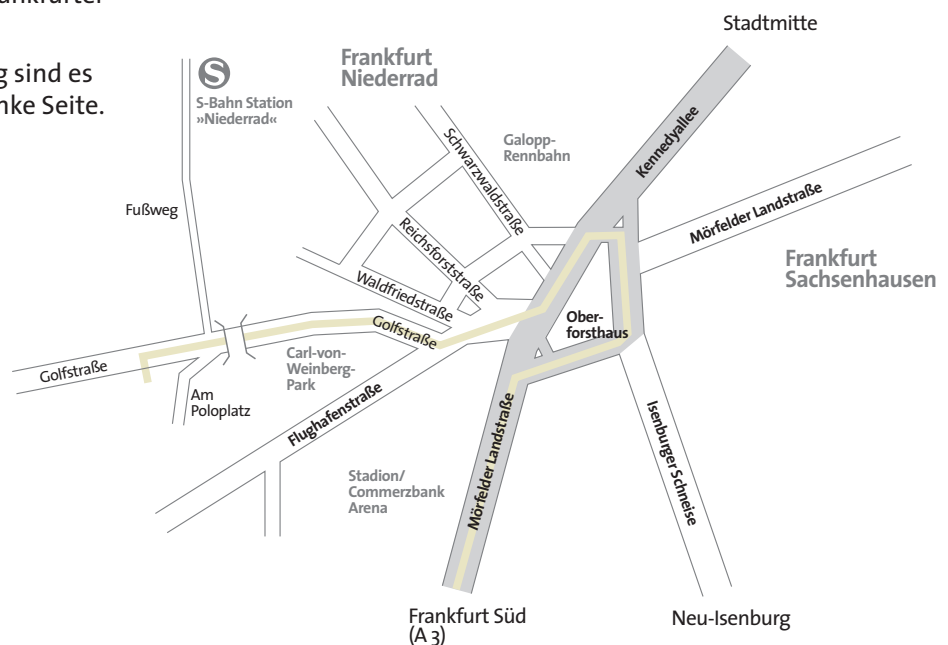 Stadtmitte
g sind es
nke Seite.
S
S-Bahn Station
»Niederrad«
Frankfurt
Niederrad
Galopp-
Rennbahn
Schwarzwaldstraße
Kennedyallee
Mörfelder Landstraße
Fußweg
Reichsforststraße
Frankfurt
Sachsenhausen
Waldfriedstraße
Golfstraße
Ober-
forsthaus
Carl-von-
Weinberg-
Park
Golfstraße
Am
Poloplatz
Flughafenstraße
Isenburger Schneise
Mörfelder Landstraße
Stadion/
Commerzbank
Arena
Frankfurt Süd
(A 3)
Neu-Isenburg